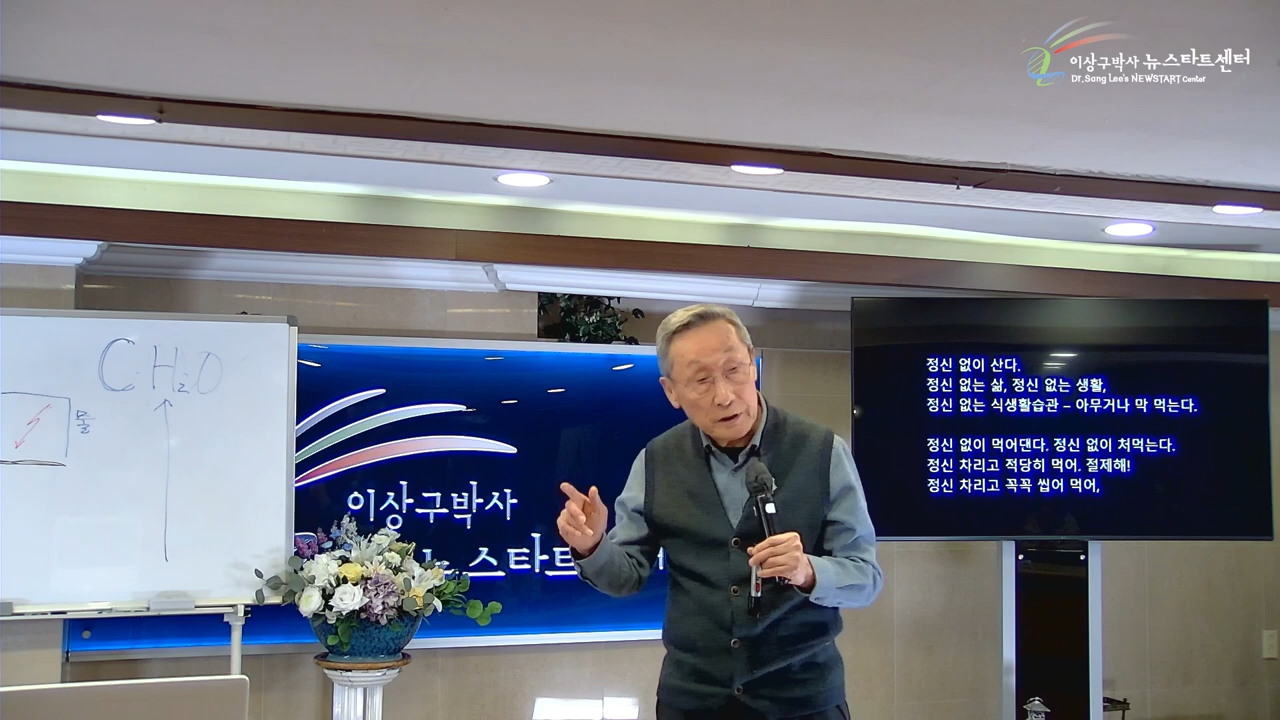 이상구박사 뉴스타트센터
Dr. Sang Lee's NEWSTART Center
C.H2O
물
정신 없이 산다.
정신 없는 삶, 정신 없는 생활,
정신 없는 식생활습관 – 아무거나 막 먹는다.
정신 없이 먹어댄다. 정신 없이 처먹는다.
정신 차리고 적당히 먹어. 절제해!
정신 차리고 꼭꼭 씹어 먹어,
이상구박사
뉴스타트